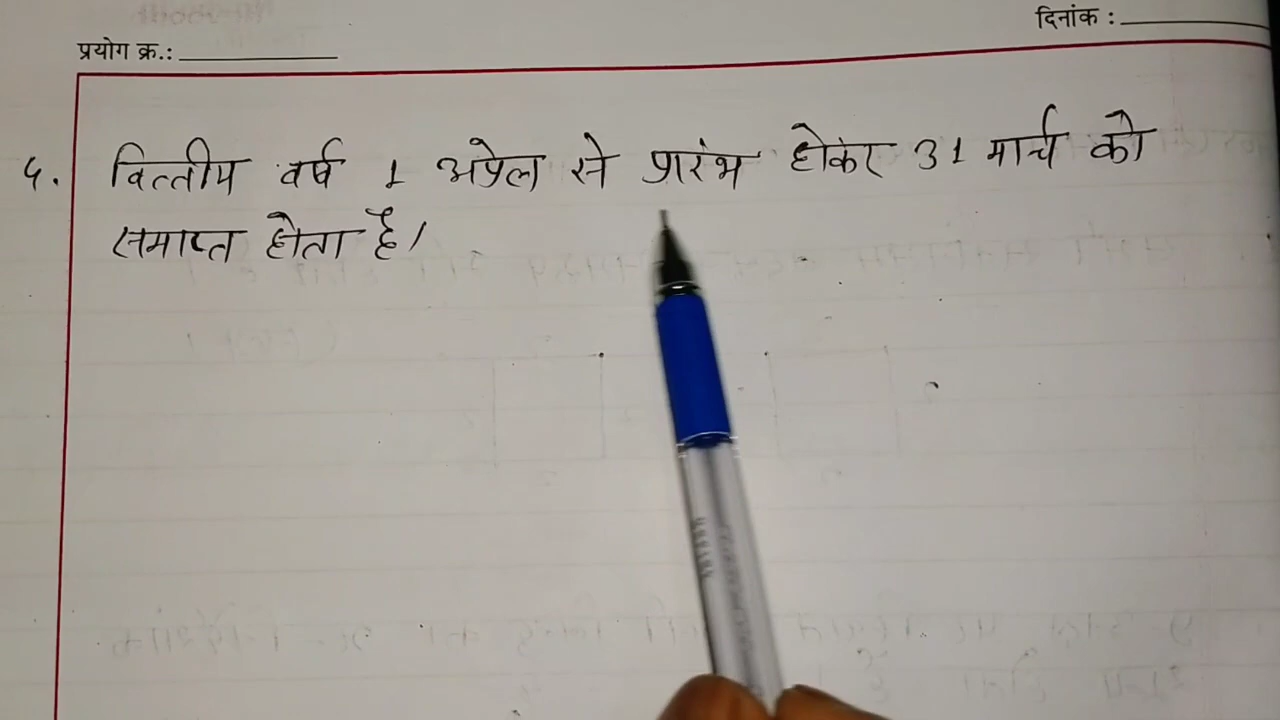 दिनांक :
प्रयोग क्र.:
५. वित्तीय वर्ष 1 अप्रेल से प्रारंभ होकर 31 मार्च को
समाप्त होता है।